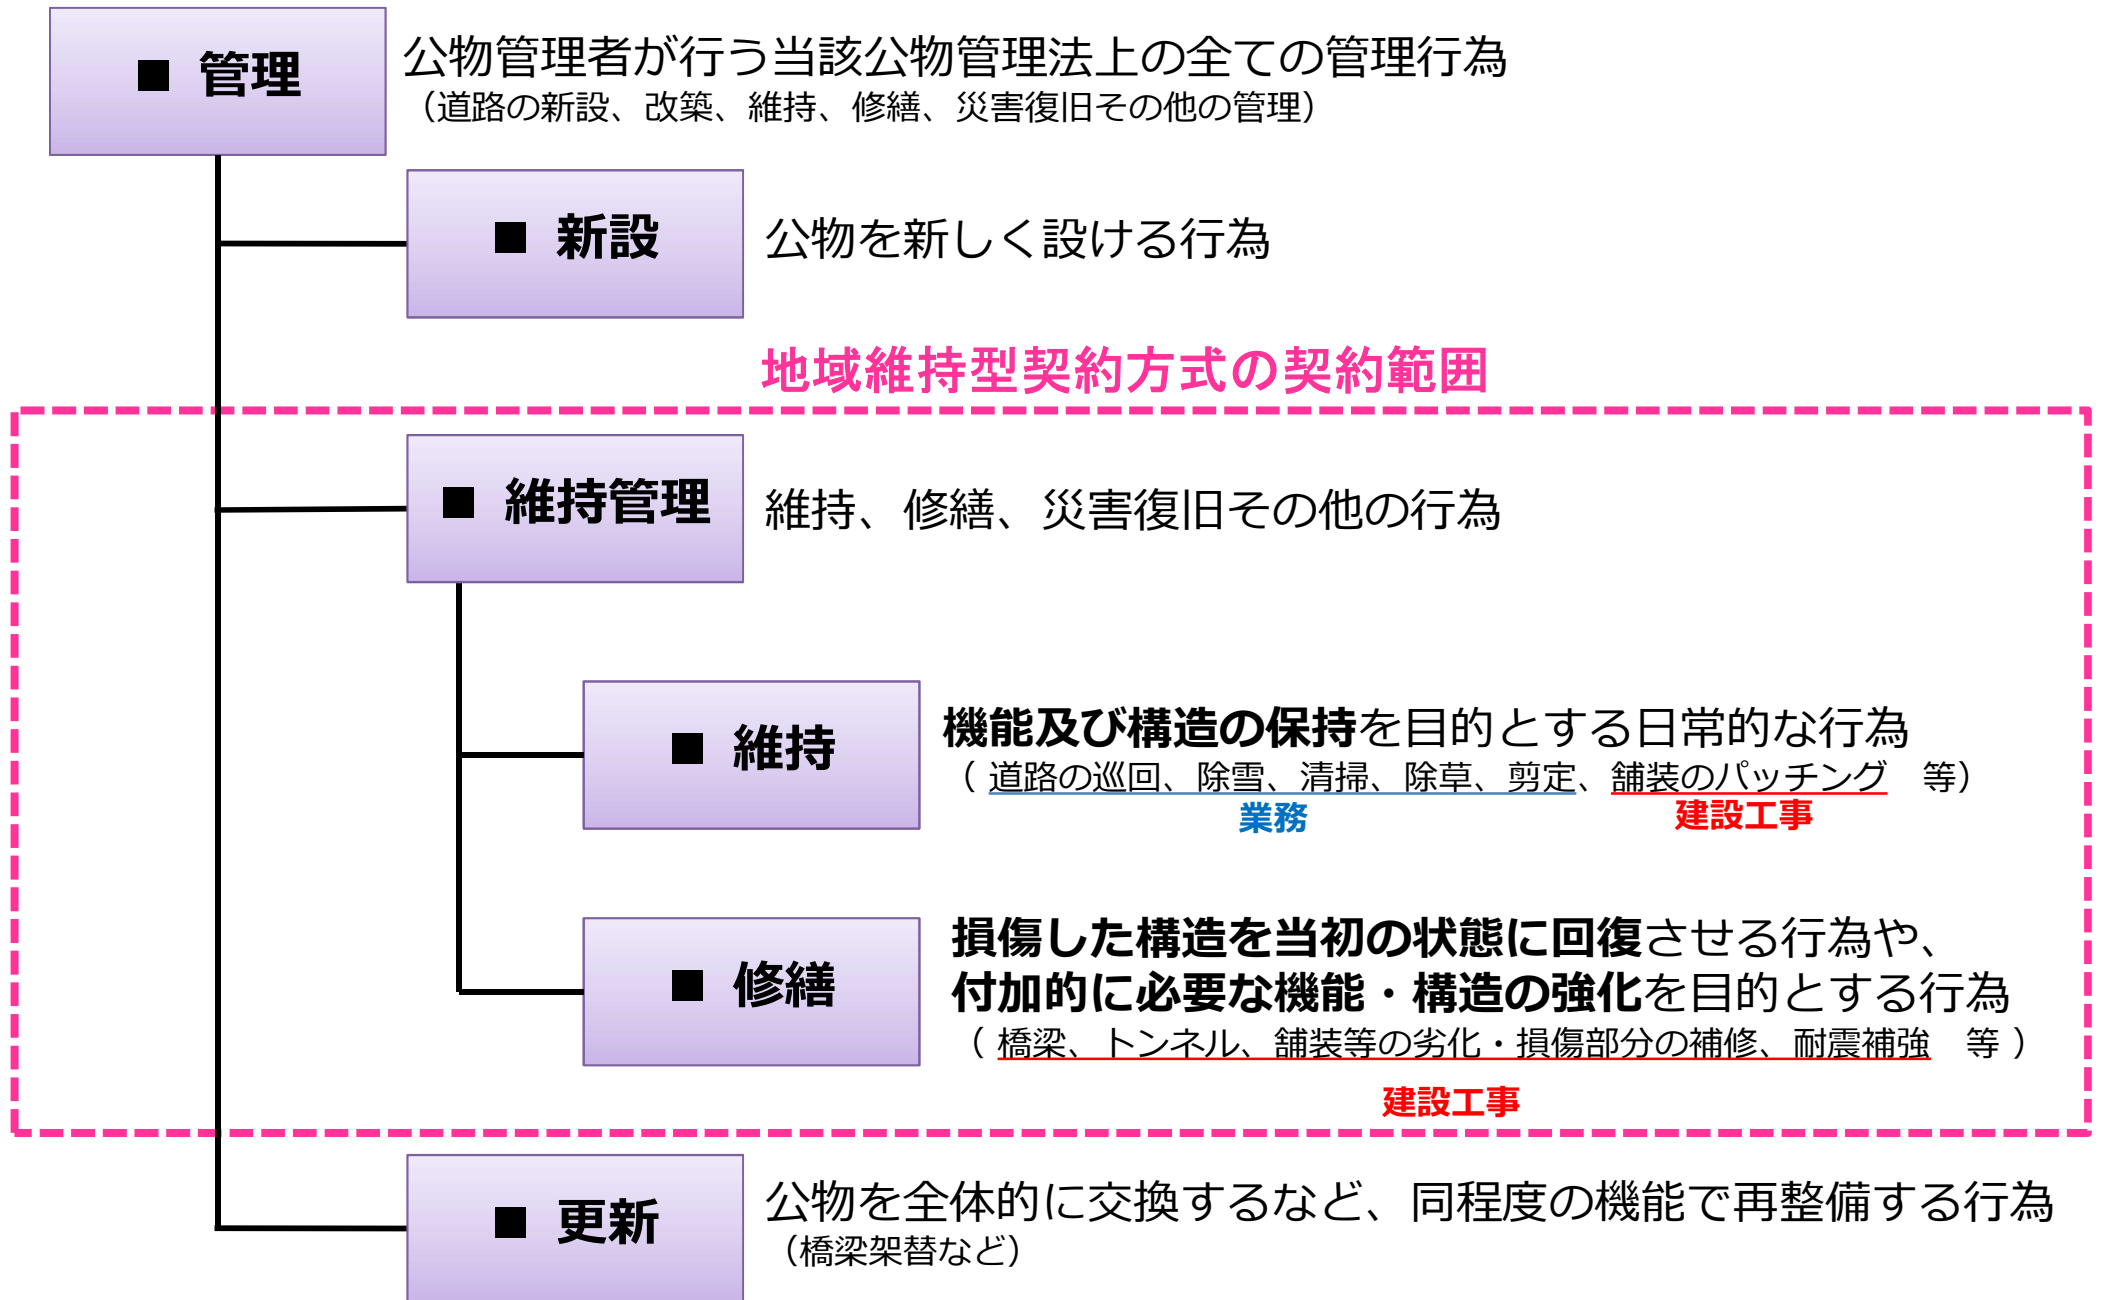 ■ 管理
公物管理者が行う当該公物管理法上の全ての管理行為
（道路の新設、改築、維持、修繕、災害復旧その他の管理）
■ 新設
公物を新しく設ける行為
地域維持型契約方式の契約範囲
■ 維持管理
維持、修繕、災害復旧その他の行為
■ 維持
機能及び構造の保持を目的とする日常的な行為
（ 道路の巡回、除雪、清掃、除草、剪定、舗装のパッチング　等）
業務
建設工事
■ 修繕
損傷した構造を当初の状態に回復させる行為や、
付加的に必要な機能・構造の強化を目的とする行為
（ 橋梁、トンネル、舗装等の劣化・損傷部分の補修、耐震補強　等 ）
建設工事
■ 更新
公物を全体的に交換するなど、同程度の機能で再整備する行為
（橋梁架替など）